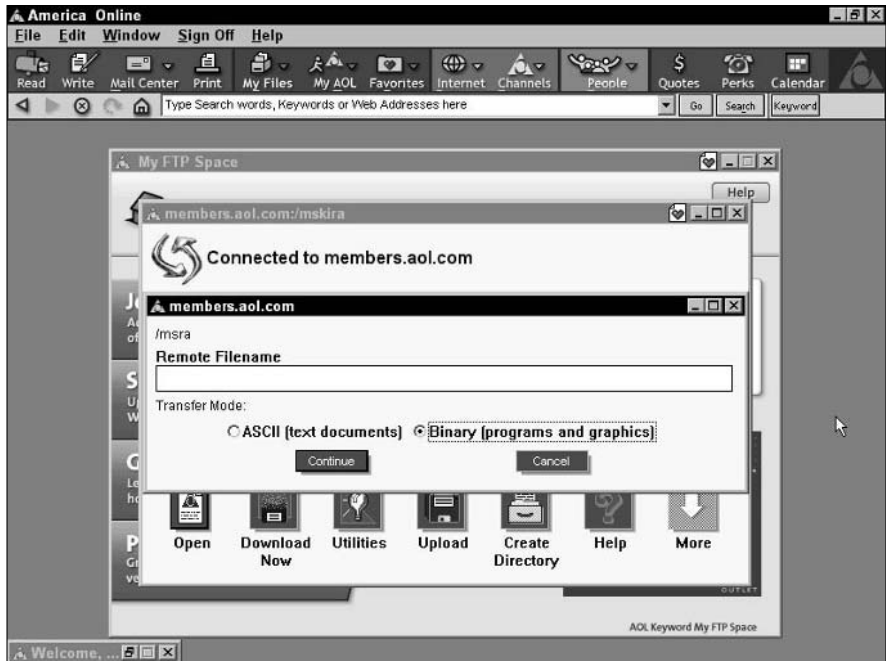 America Online
File Edit Window Sign Off Help
Read Write Mail Center Print My Files My AOL Favorites Internet Channels People Quotes Perks Calendar
Type Search words, Keywords or Web Addresses here Go Search Keyword
My FTP Space
Help
members.aol.com:/mskira
Connected to members.aol.com
members.aol.com
/msra
Remote Filename
Transfer Mode:
ASCII (text documents) Binary (programs and graphics)
Continue Cancel
Open Download Now Utilities Upload Create Directory Help More
OUTLET
AOL Keyword My FTP Space
Welcome, ...